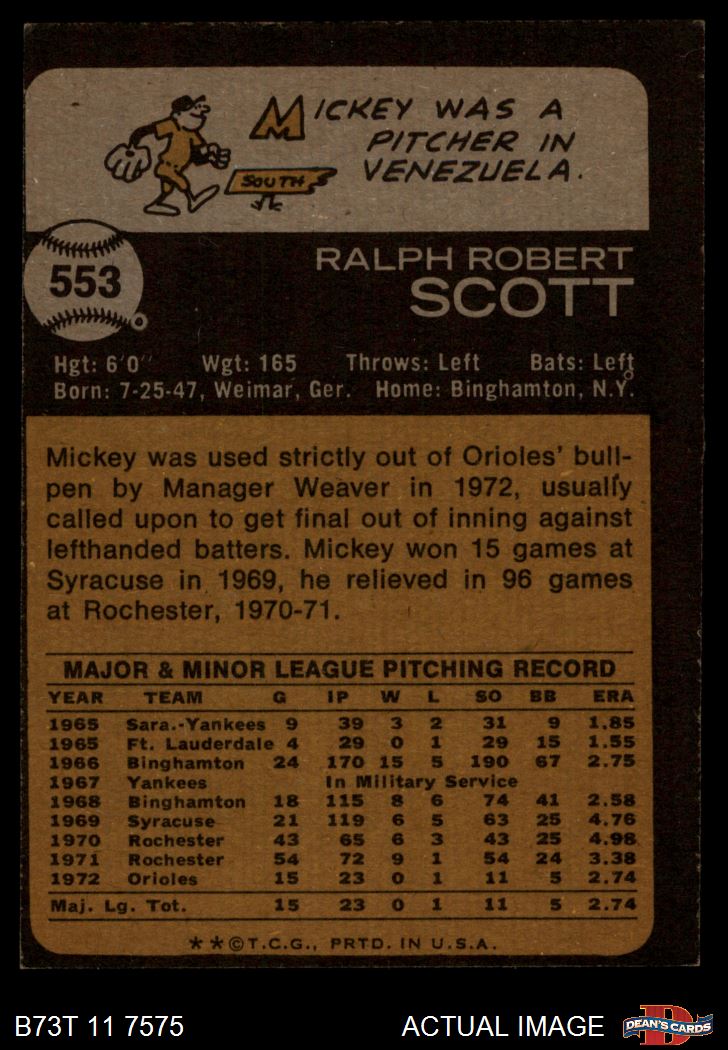 MICKEY WAS A
PITCHER IN
VENEZUELA.
SOUTH
553
RALPH ROBERT
SCOTT
Hgt: 6'0" Wgt: 165 Throws: Left Bats: Left
Born: 7-25-47, Weimar, Ger. Home: Binghamton, N.Y.
Mickey was used strictly out of Orioles' bull-
pen by Manager Weaver in 1972, usually
called upon to get final out of inning against
lefthanded batters. Mickey won 15 games at
Syracuse in 1969, he relieved in 96 games
at Rochester, 1970-71.
MAJOR & MINOR LEAGUE PITCHING RECORD
YEAR TEAM G IP W L SO BB ERA
1965 Sara.-Yankees 9 39 3 2 31 9 1.85
1965 Ft. Lauderdale 4 29 0 1 29 15 1.55
1966 Binghamton 24 170 15 5 190 67 2.75
1967 Yankees In Military Service
1968 Binghamton 18 115 8 6 74 41 2.58
1969 Syracuse 21 119 6 5 63 25 4.76
1970 Rochester 43 65 6 3 43 25 4.98
1971 Rochester 54 72 9 1 54 24 3.38
1972 Orioles 15 23 0 1 11 5 2.74
Maj. Lg. Tot. 15 23 0 1 11 5 2.74
**©T.C.G., PRTD. IN U.S.A.
B73T 11 7575 ACTUAL IMAGE
D
DEAN'S CARDS